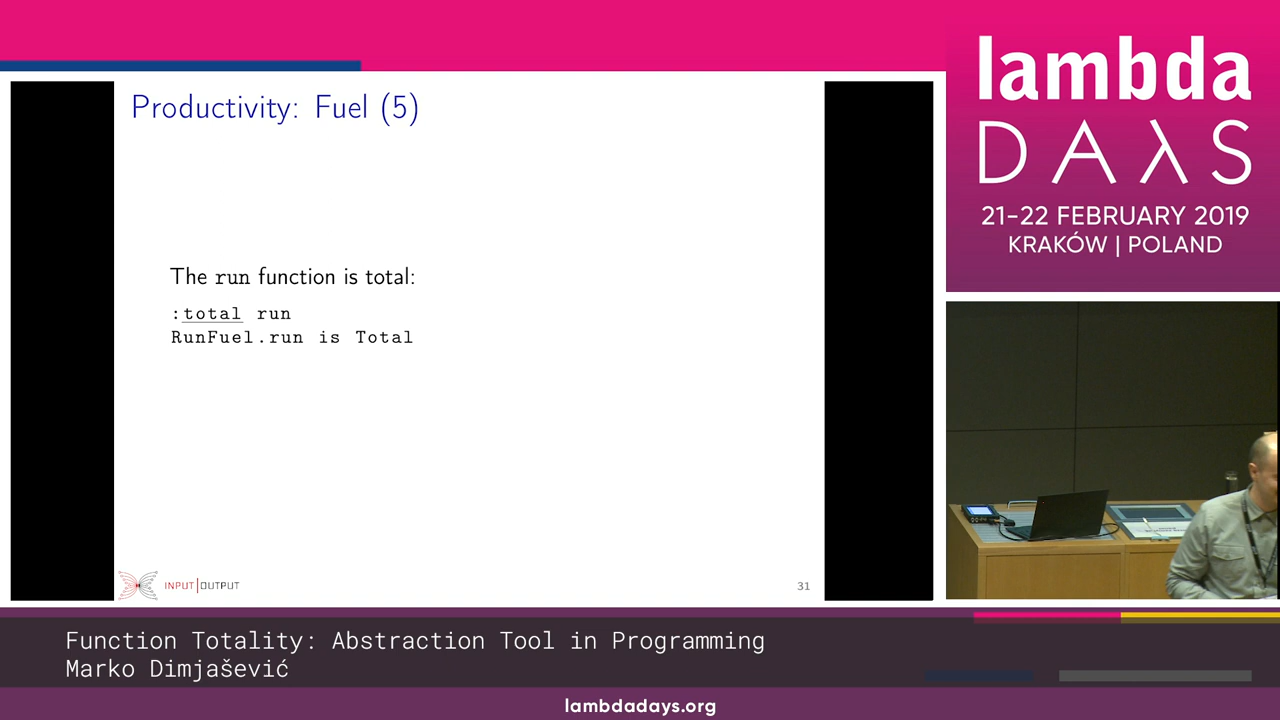 Productivity: Fuel (5)
The run function is total:
:total run
RunFuel.run is Total
INPUT|OUTPUT
31
lambda
DAλS
21-22 FEBRUARY 2019
KRAKÓW | POLAND
Function Totality: Abstraction Tool in Programming
Marko Dimjašević
lambdadays.org